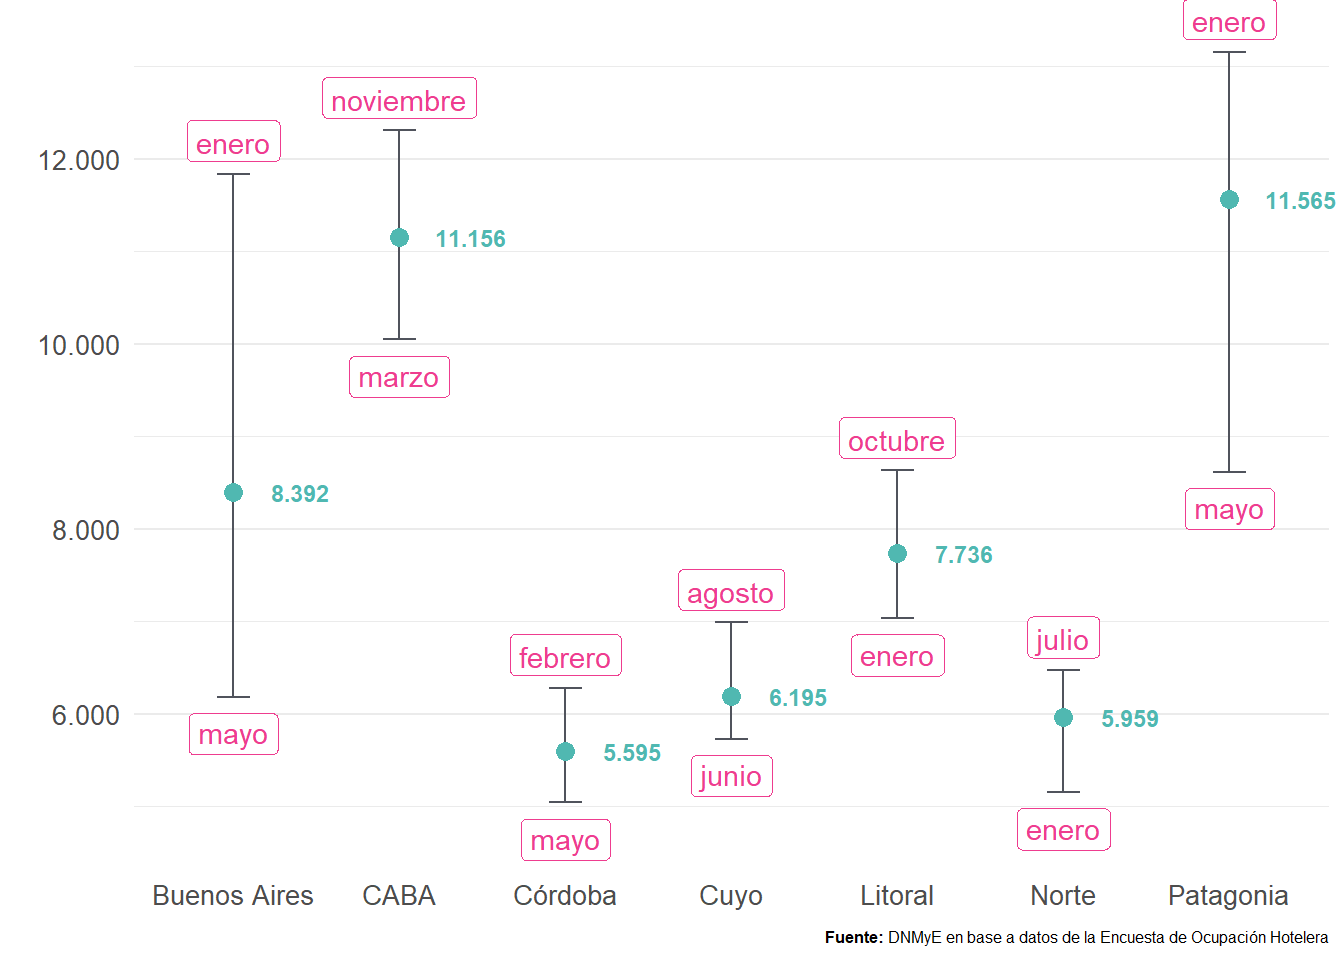 enero
noviembre
enero
12.000
11.565
11.156
10.000
marzo
octubre
8.392
mayo
8.000
7.736
agosto
julio
febrero
enero
6.195
6.000
5.959
mayo
5.595
junio
enero
mayo
Buenos Aires
CABA
Córdoba
Cuyo
Litoral
Norte
Patagonia
Fuente: DNMyE en base a datos de la Encuesta de Ocupación Hotelera